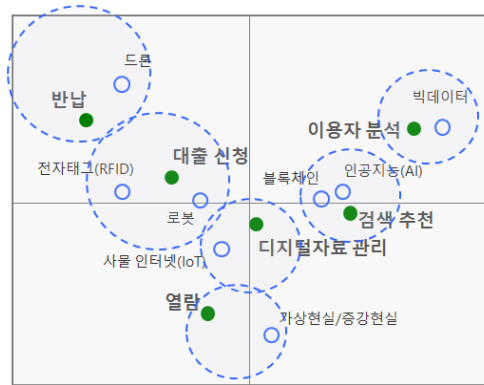 드론
반납
빅데이터
이용자 분석
대출 신청
전자태그(RFID)
블록체인
인공지능(AI)
로봇
검색 추천
사물 인터넷(IoT)
디지털자료 관리
열람
가상현실/증강현실